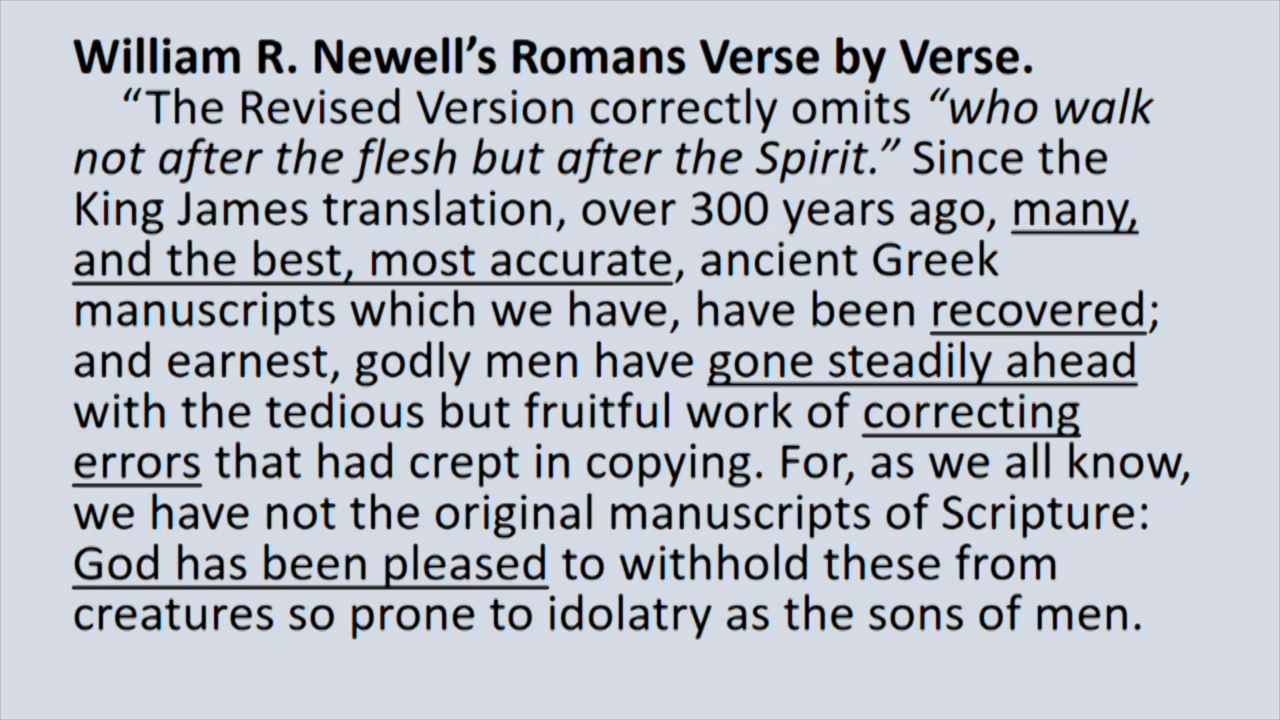 William R. Newell’s Romans Verse by Verse.
“The Revised Version correctly omits “who walk
not after the flesh but after the Spirit.” Since the
King James translation, over 300 years ago, many,
and the best, most accurate, ancient Greek
manuscripts which we have, have been recovered;
and earnest, godly men have gone steadily ahead
with the tedious but fruitful work of correcting
errors that had crept in copying. For, as we all know,
we have not the original manuscripts of Scripture:
God has been pleased to withhold these from
creatures so prone to idolatry as the sons of men.